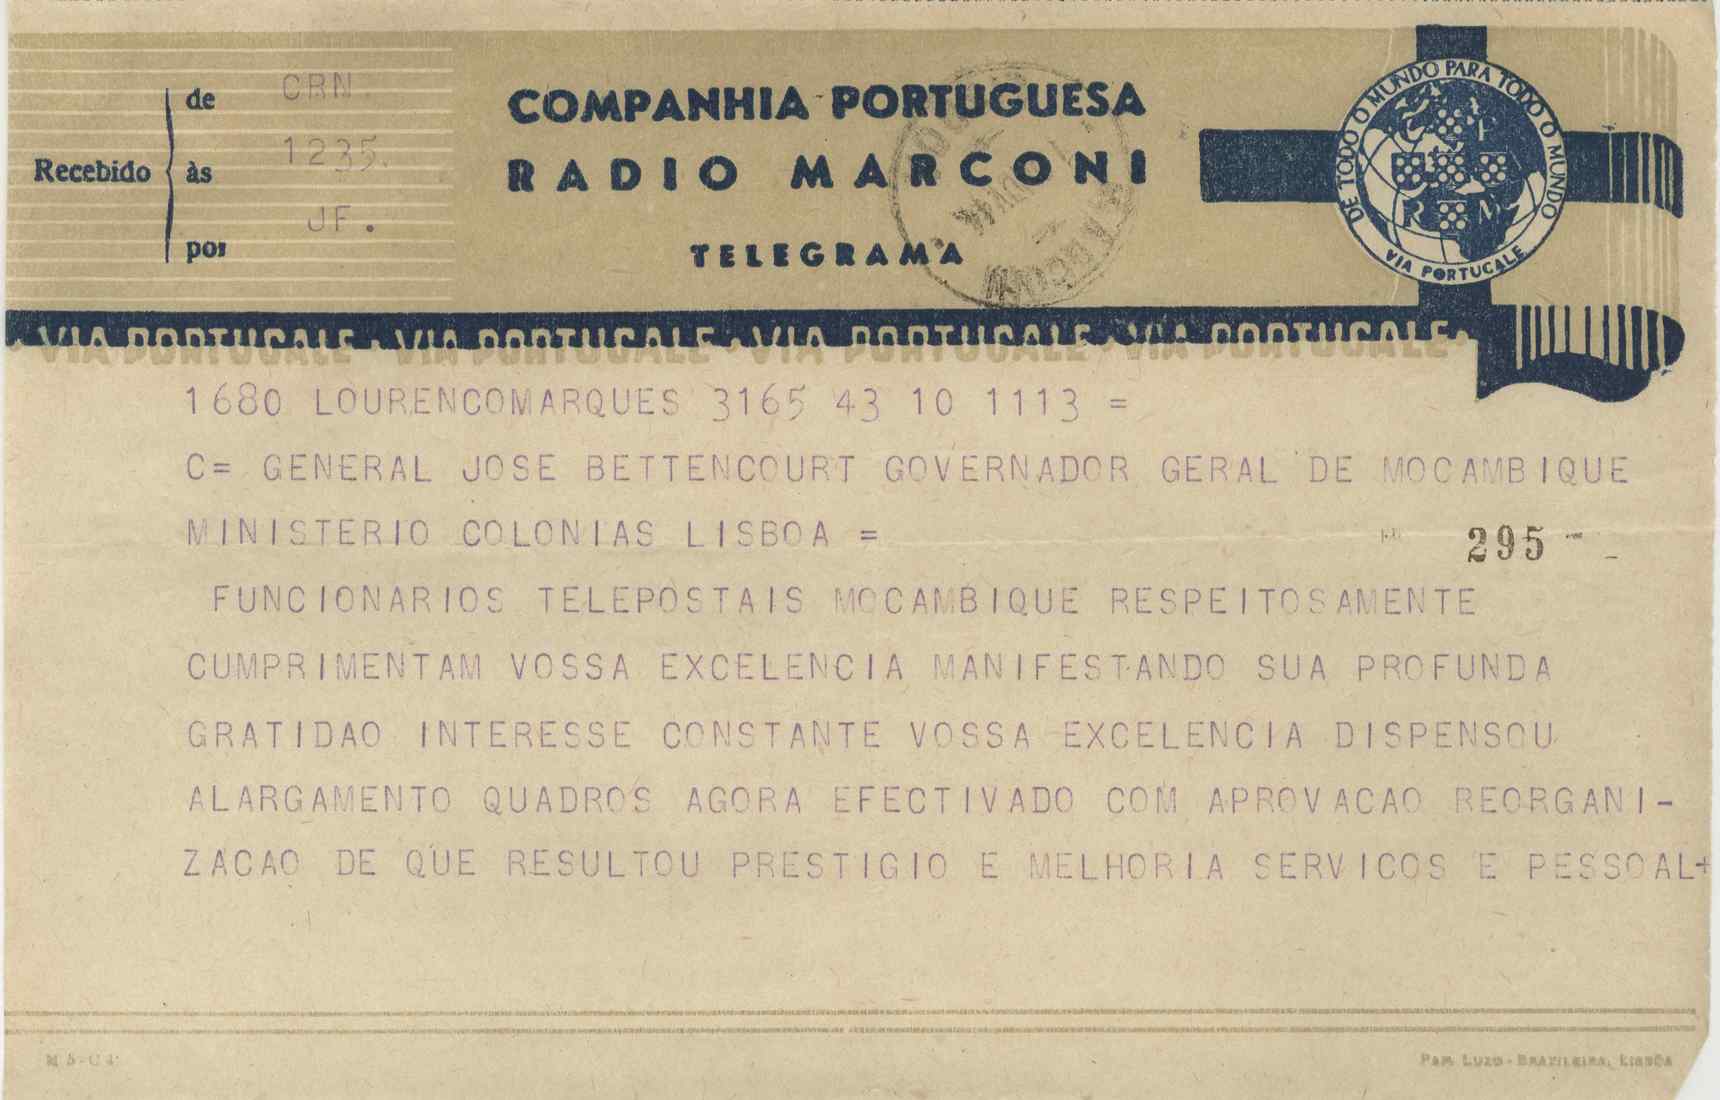 Recebido
de CRN.
às 1235.
por JF.
COMPANHIA PORTUGUESA
RADIO MARCONI
TELEGRAMA
DE TODO O MUNDO PARA TODO O MUNDO
C P
R M
VIA PORTUCALE
• VIA PORTUCALE • VIA PORTUCALE • VIA PORTUCALE • VIA PORTUCALE •
1680 LOURENCOMARQUES 3165 43 10 1113 =
C= GENERAL JOSE BETTENCOURT GOVERNADOR GERAL DE MOCAMBIQUE
MINISTERIO COLONIAS LISBOA =
295
FUNCIONARIOS TELEPOSTAIS MOCAMBIQUE RESPEITOSAMENTE
CUMPRIMENTAM VOSSA EXCELENCIA MANIFESTANDO SUA PROFUNDA
GRATIDAO INTERESSE CONSTANTE VOSSA EXCELENCIA DISPENSOU
ALARGAMENTO QUADROS AGORA EFECTIVADO COM APROVACAO REORGANI-
ZACAO DE QUE RESULTOU PRESTIGIO E MELHORIA SERVICOS E PESSOAL+
PAP. LUZO-BRAZILEIRA, LISBÔA